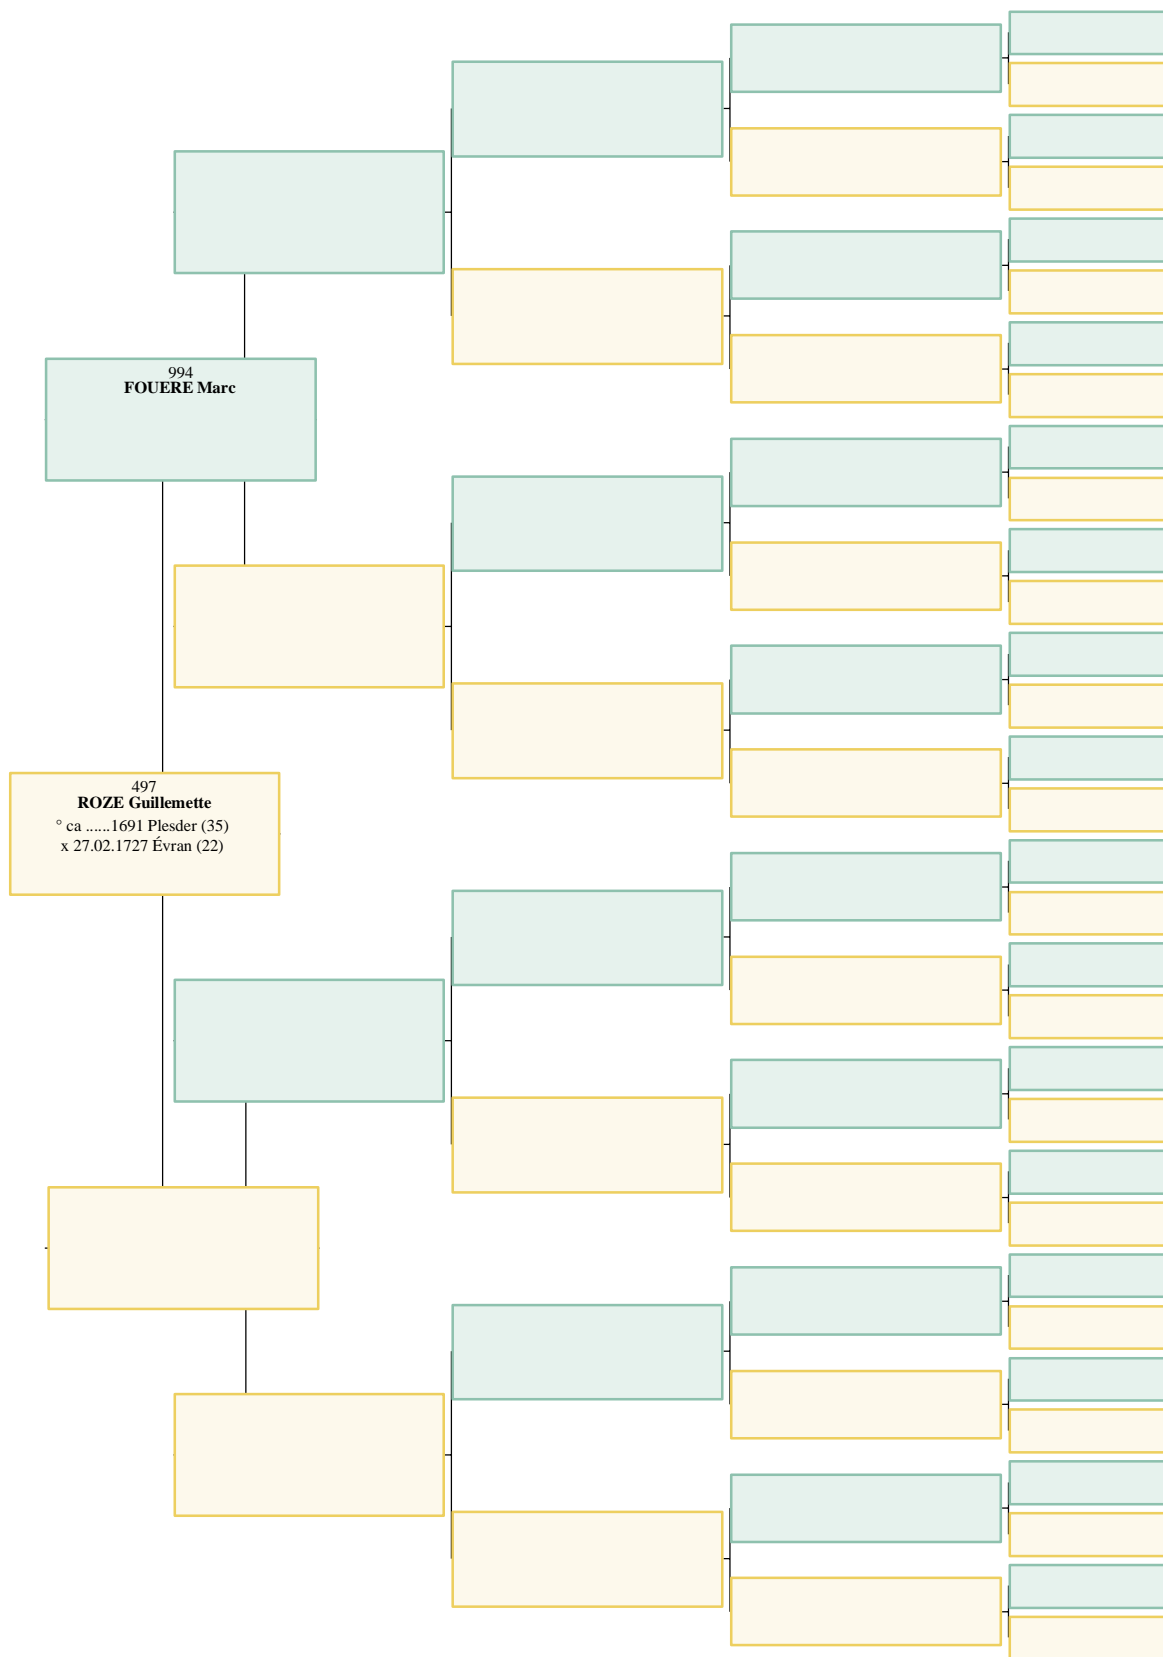 994
FOUERE Marc
497
ROZE Guillemette
° ca ......1691 Plesder (35)
x 27.02.1727 Évran (22)